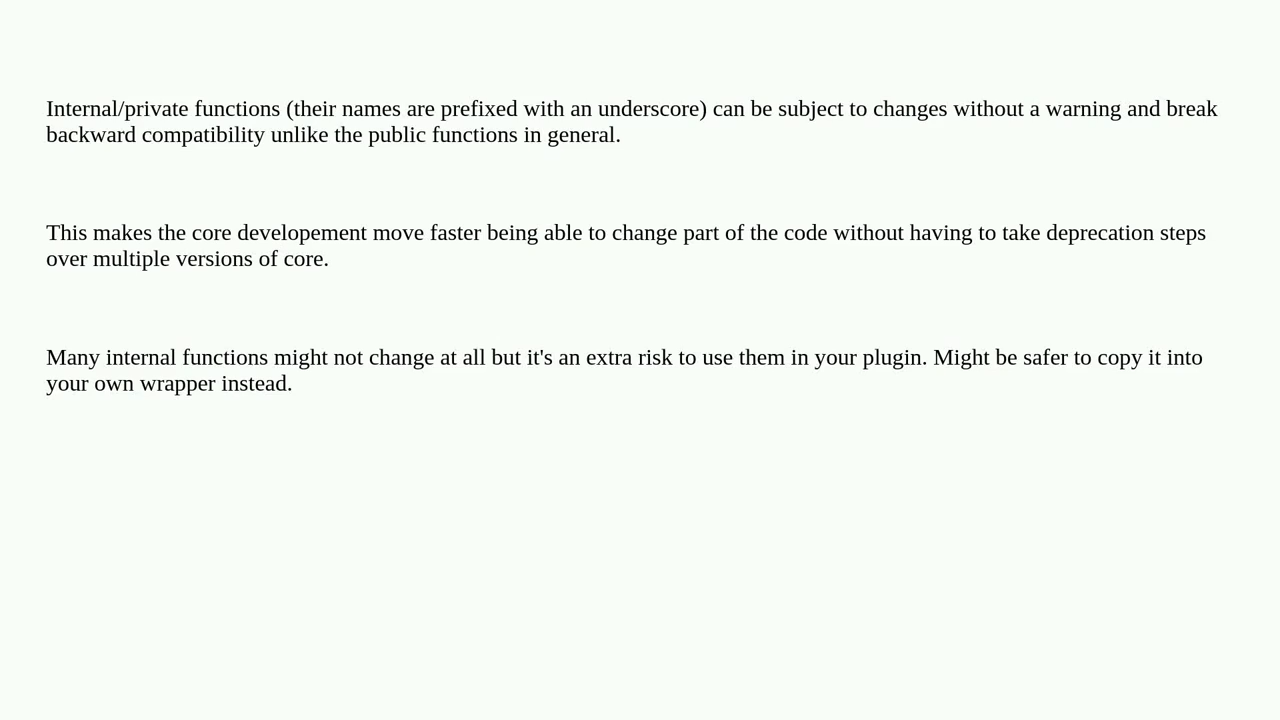 Internal/private functions (their names are prefixed with an underscore) can be subject to changes without a warning and break
backward compatibility unlike the public functions in general.
This makes the core developement move faster being able to change part of the code without having to take deprecation steps
over multiple versions of core.
Many internal functions might not change at all but it's an extra risk to use them in your plugin. Might be safer to copy it into
your own wrapper instead.